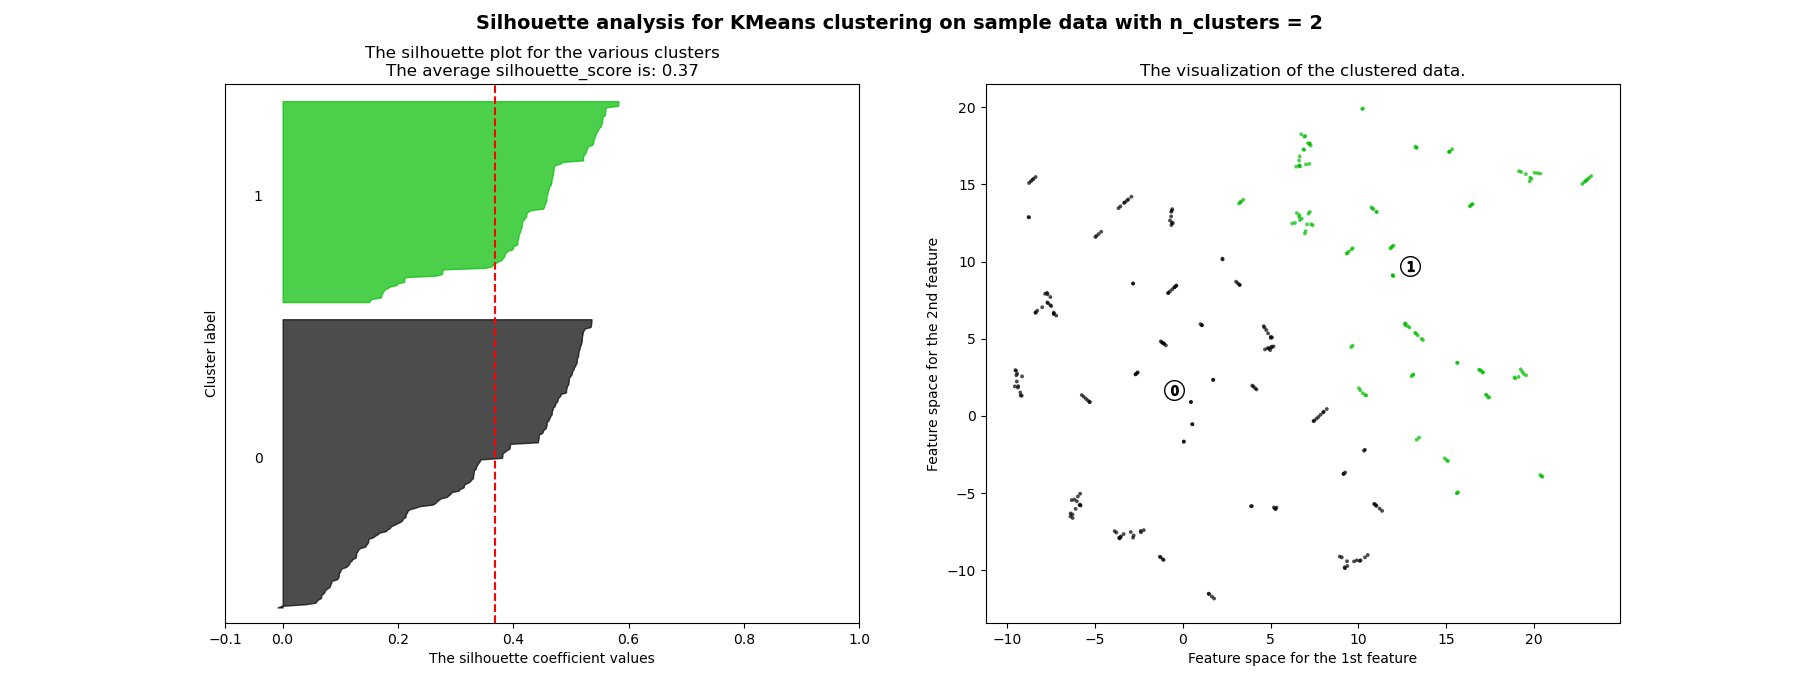 Silhouette analysis for KMeans clustering on sample data with n_clusters = 2
The silhouette plot for the various clusters
The average silhouette_score is: 0.37
Cluster label
1
0
−0.1 0.0 0.2 0.4 0.6 0.8 1.0
The silhouette coefficient values
The visualization of the clustered data.
Feature space for the 2nd feature
20
15
10
5
0
−5
−10
1
0
−10 −5 0 5 10 15 20
Feature space for the 1st feature